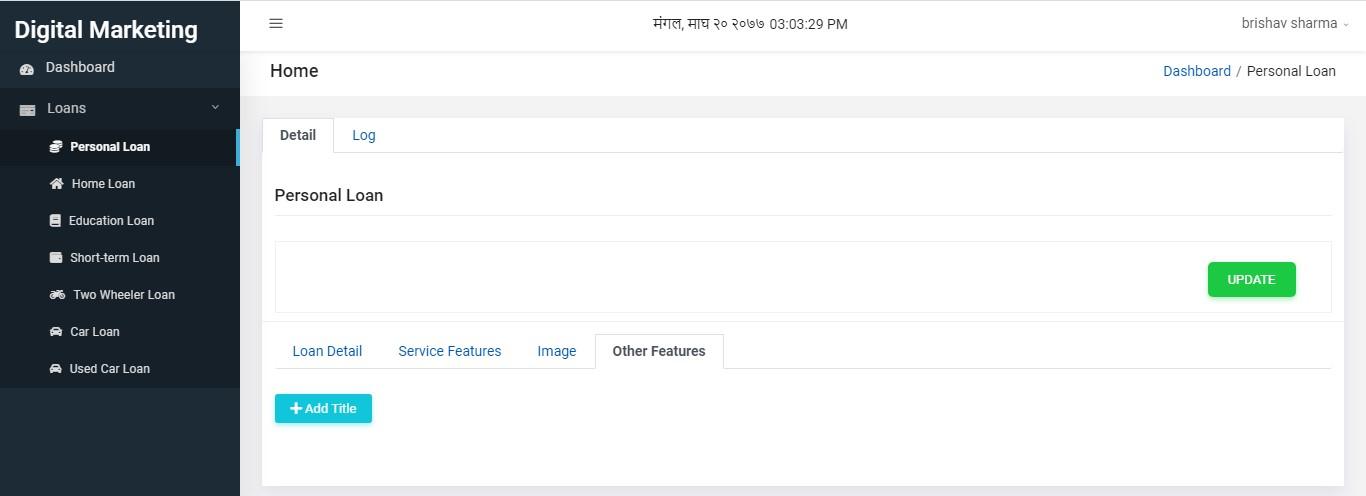 Digital Marketing
मंगल, माघ २० २०७७ 03:03:29 PM
brishav sharma
Dashboard
Home
Dashboard / Personal Loan
Loans
Detail
Log
Personal Loan
Home Loan
Education Loan
Short-term Loan
Two Wheeler Loan
Car Loan
Used Car Loan
Personal Loan
UPDATE
Loan Detail
Service Features
Image
Other Features
Add Title